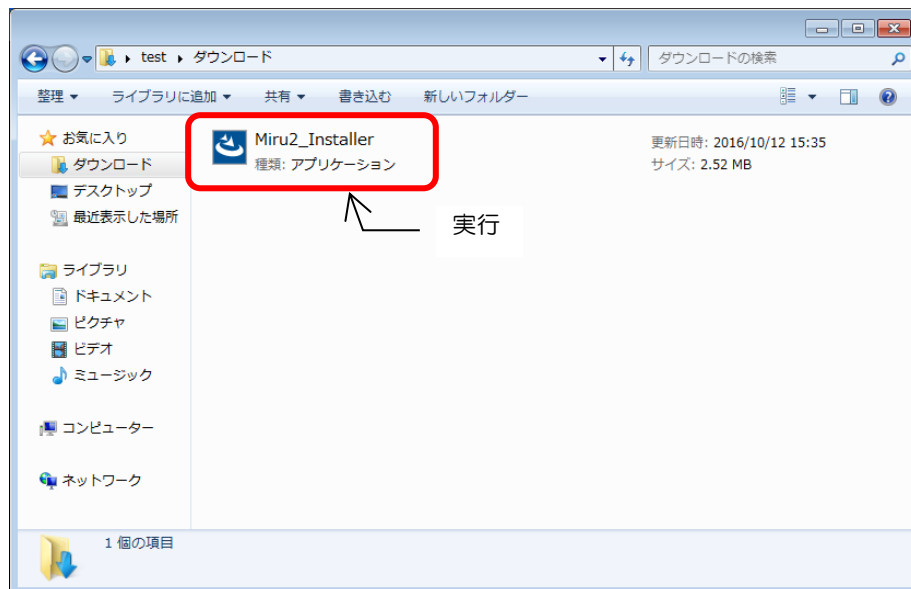 test ダウンロード
ダウンロードの検索
整理 ライブラリに追加 共有 書き込む 新しいフォルダー
お気に入り
ダウンロード
デスクトップ
最近表示した場所
ライブラリ
ドキュメント
ピクチャ
ビデオ
ミュージック
コンピューター
ネットワーク
Miru2_Installer
種類: アプリケーション
更新日時: 2016/10/12 15:35
サイズ: 2.52 MB
実行
1 個の項目